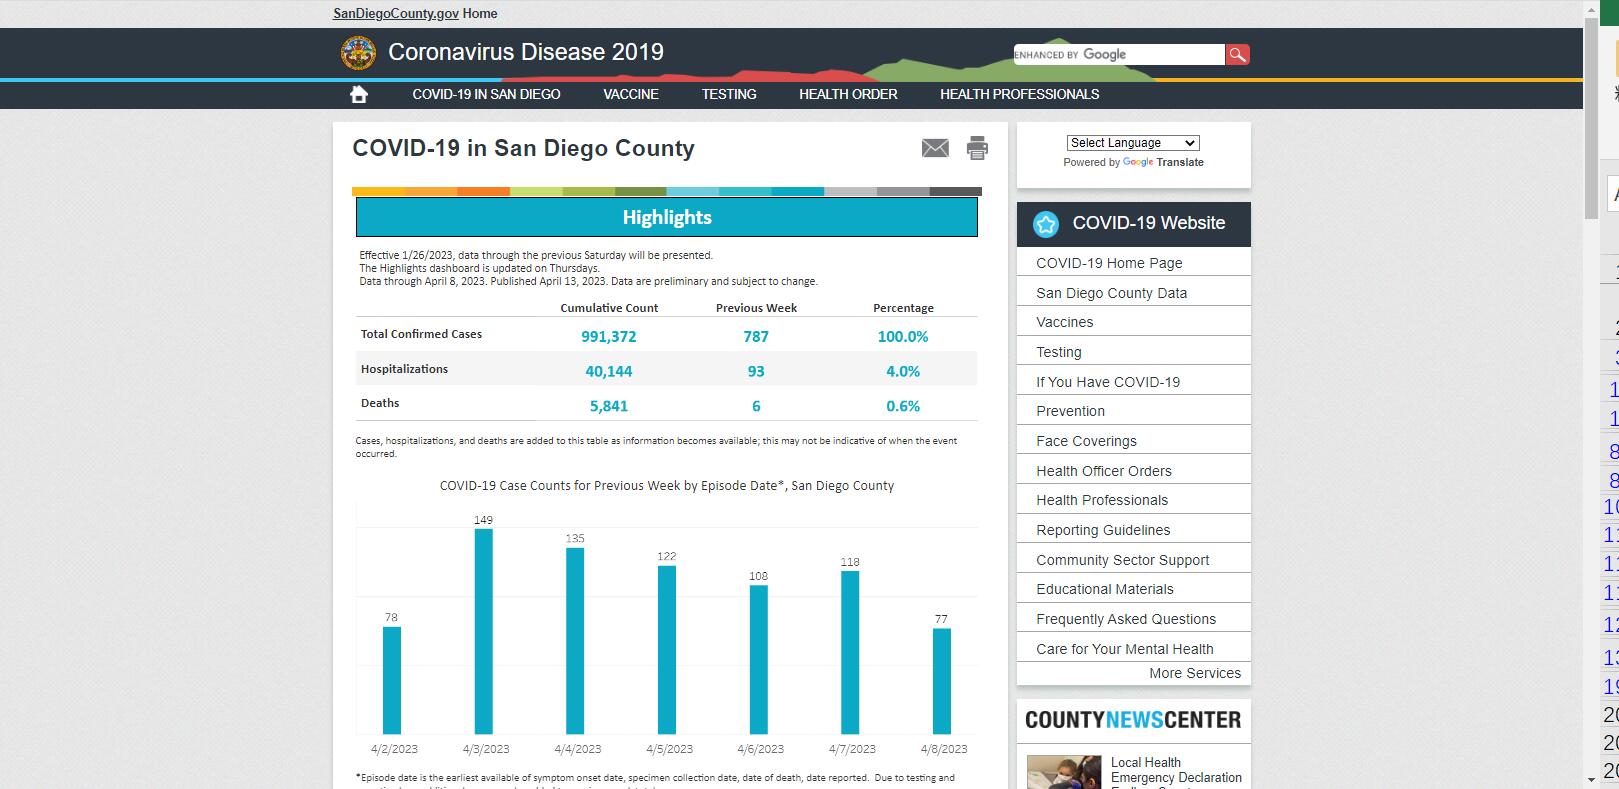 SanDiegoCounty.gov Home
Coronavirus Disease 2019
ENHANCED BY Google
COVID-19 IN SAN DIEGO VACCINE TESTING HEALTH ORDER HEALTH PROFESSIONALS
COVID-19 in San Diego County
Highlights
Effective 1/26/2023, data through the previous Saturday will be presented.
The Highlights dashboard is updated on Thursdays.
Data through April 8, 2023. Published April 13, 2023. Data are preliminary and subject to change.
Cumulative Count Previous Week Percentage
Total Confirmed Cases 991,372 787 100.0%
Hospitalizations 40,144 93 4.0%
Deaths 5,841 6 0.6%
Cases, hospitalizations, and deaths are added to this table as information becomes available; this may not be indicative of when the event
occurred.
COVID-19 Case Counts for Previous Week by Episode Date*, San Diego County
78 149 135 122 108 118 77
4/2/2023 4/3/2023 4/4/2023 4/5/2023 4/6/2023 4/7/2023 4/8/2023
*Episode date is the earliest available of symptom onset date, specimen collection date, date of death, date reported. Due to testing and
Select Language
Powered by Google Translate
COVID-19 Website
COVID-19 Home Page
San Diego County Data
Vaccines
Testing
If You Have COVID-19
Prevention
Face Coverings
Health Officer Orders
Health Professionals
Reporting Guidelines
Community Sector Support
Educational Materials
Frequently Asked Questions
Care for Your Mental Health
More Services
COUNTYNEWSCENTER
Local Health
Emergency Declaration